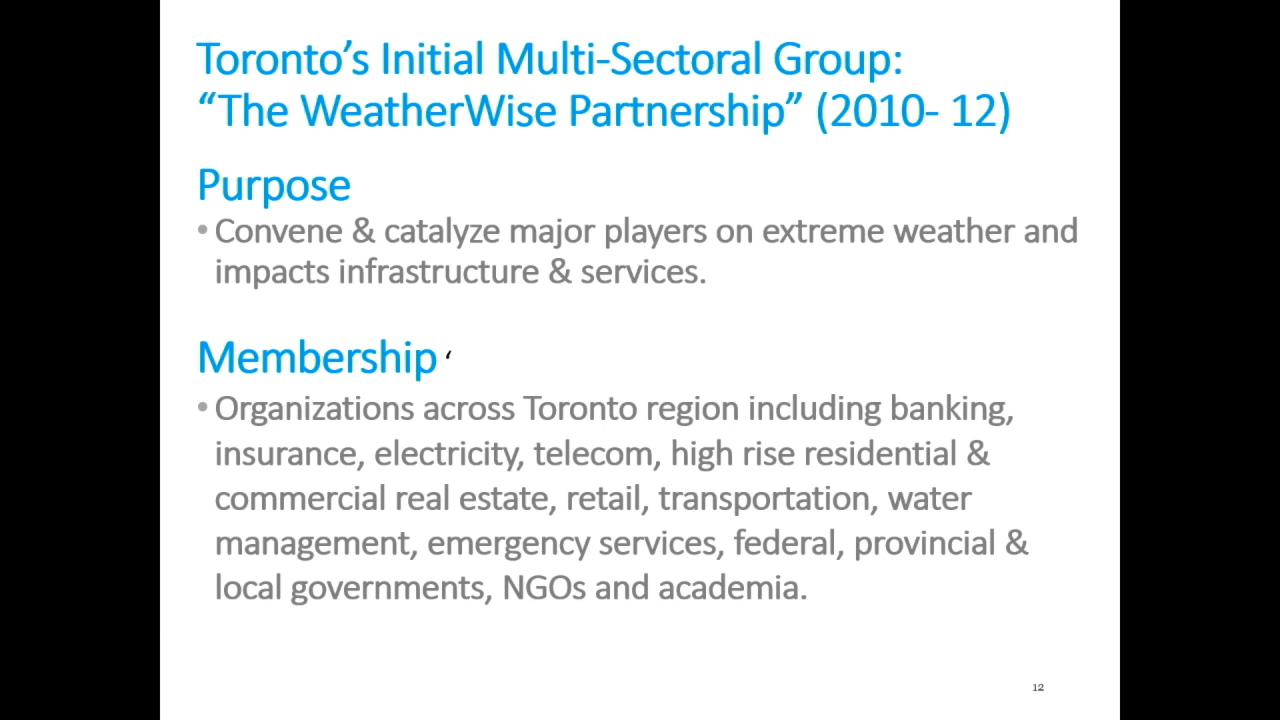 Toronto’s Initial Multi-Sectoral Group:
“The WeatherWise Partnership” (2010- 12)
Purpose
• Convene & catalyze major players on extreme weather and
impacts infrastructure & services.
Membership ‘
• Organizations across Toronto region including banking,
insurance, electricity, telecom, high rise residential &
commercial real estate, retail, transportation, water
management, emergency services, federal, provincial &
local governments, NGOs and academia.
12